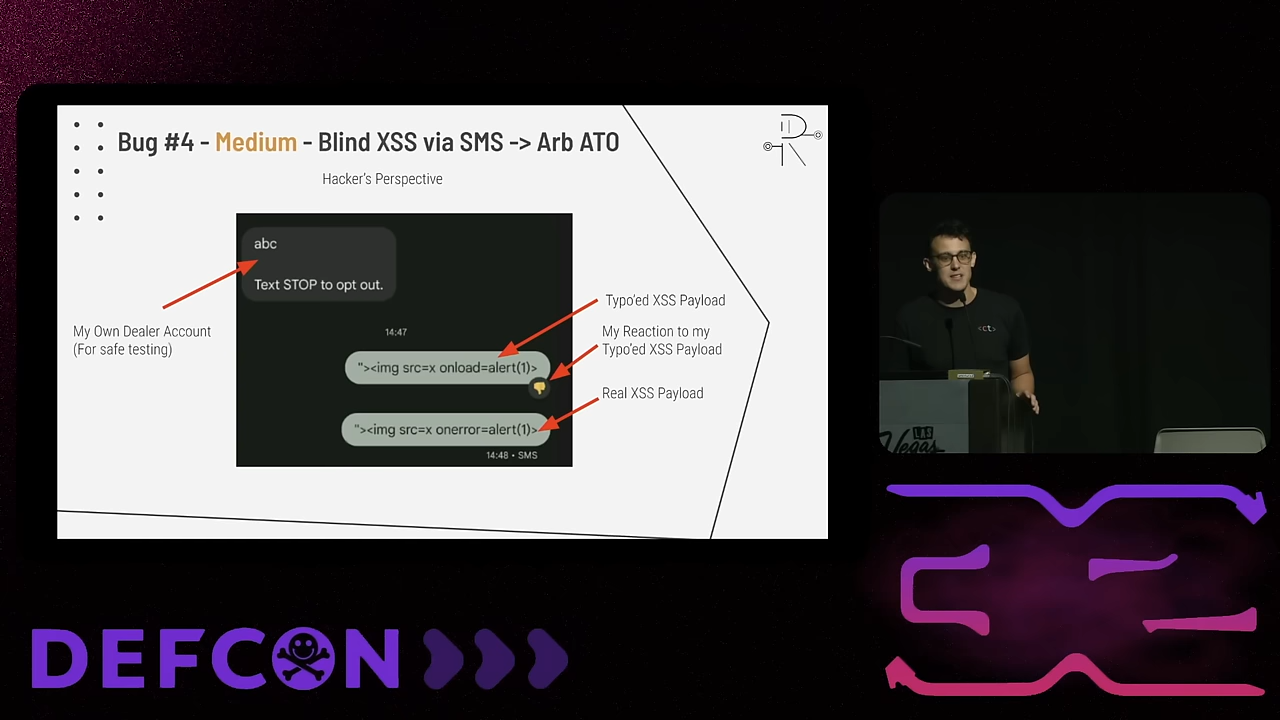 Bug #4 - Medium - Blind XSS via SMS -> Arb ATO
Hacker's Perspective
abc
Text STOP to opt out.
My Own Dealer Account
(For safe testing)
14:47
"><img src=x onload=alert(1)>
"><img src=x onerror=alert(1)>
14:48 • SMS
Typo'ed XSS Payload
My Reaction to my
Typo'ed XSS Payload
Real XSS Payload
<ct>
LAS
Vegas
DEFCON